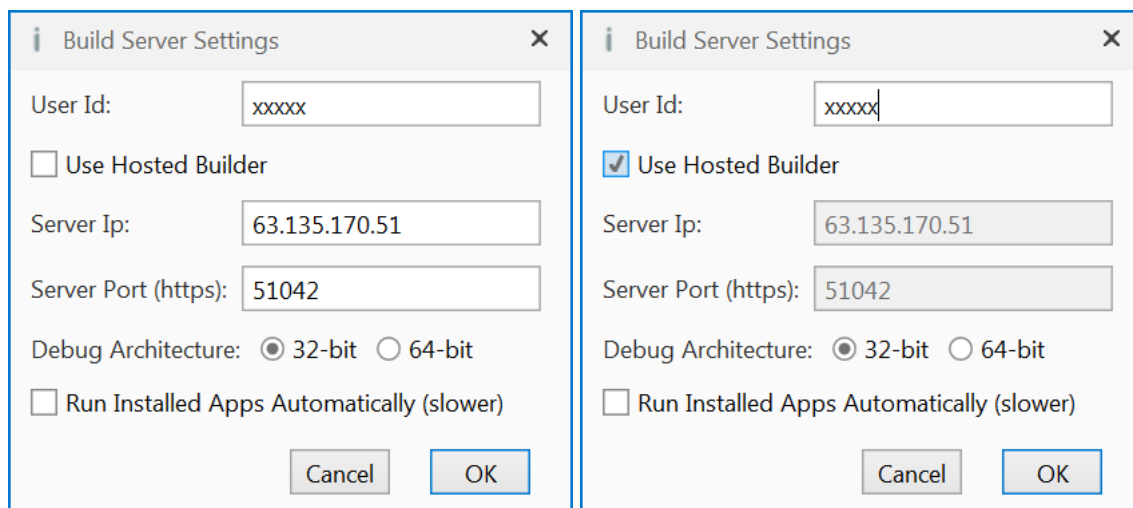 i Build Server Settings
User Id: xxxxx
Use Hosted Builder
Server Ip: 63.135.170.51
Server Port (https): 51042
Debug Architecture: 32-bit 64-bit
Run Installed Apps Automatically (slower)
Cancel OK
i Build Server Settings
User Id: xxxxx
Use Hosted Builder
Server Ip: 63.135.170.51
Server Port (https): 51042
Debug Architecture: 32-bit 64-bit
Run Installed Apps Automatically (slower)
Cancel OK